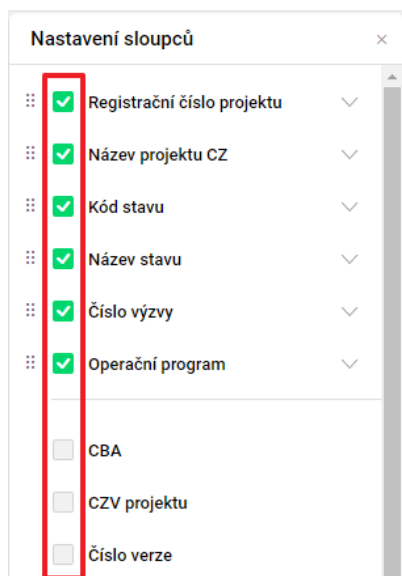 Nastavení sloupců
Registrační číslo projektu
Název projektu CZ
Kód stavu
Název stavu
Číslo výzvy
Operační program
CBA
CZV projektu
Číslo verze